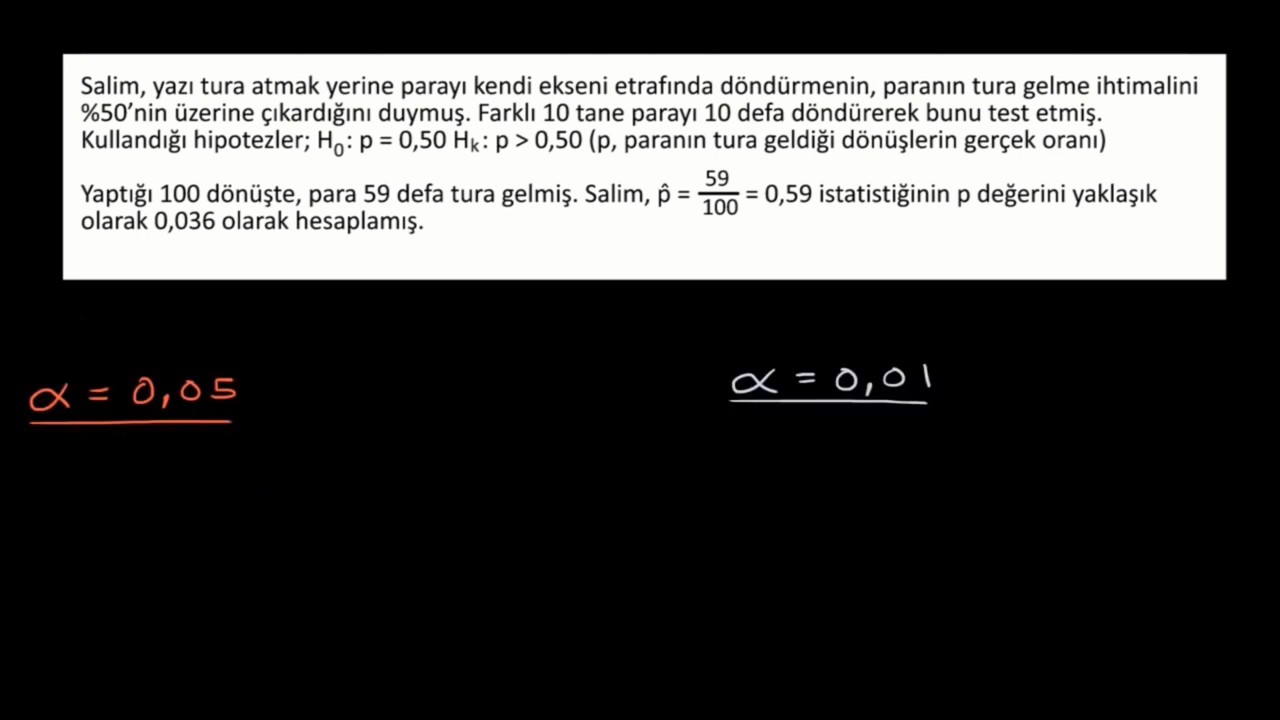 Salim, yazı tura atmak yerine parayı kendi ekseni etrafında döndürmenin, paranın tura gelme ihtimalini
%50’nin üzerine çıkardığını duymuş. Farklı 10 tane parayı 10 defa döndürerek bunu test etmiş.
Kullandığı hipotezler; H₀: p = 0,50 Hₖ: p > 0,50 (p, paranın tura geldiği dönüşlerin gerçek oranı)
Yaptığı 100 dönüşte, para 59 defa tura gelmiş. Salim, p̂ = 59/100 = 0,59 istatistiğinin p değerini yaklaşık
olarak 0,036 olarak hesaplamış.
α = 0,05
α = 0,01